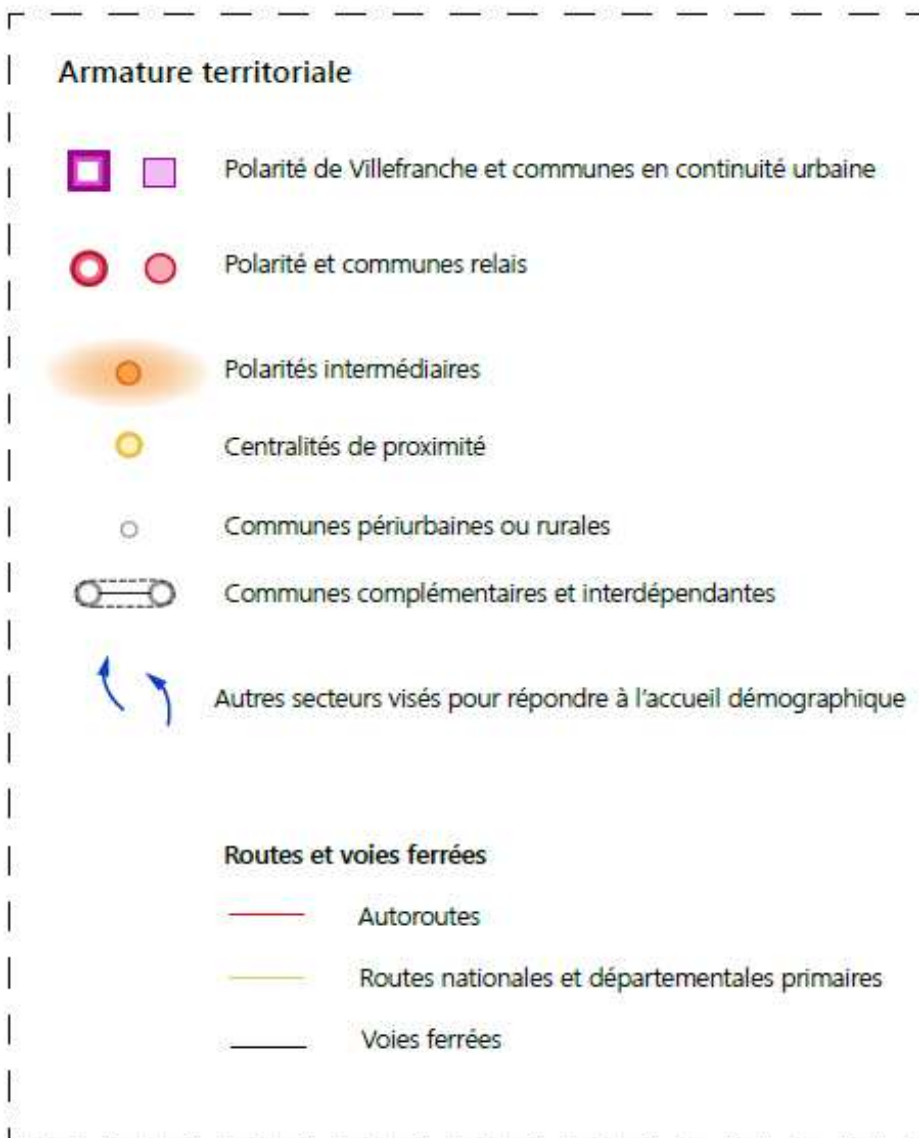 Armature territoriale
Polarité de Villefranche et communes en continuité urbaine
Polarité et communes relais
Polarités intermédiaires
Centralités de proximité
Communes périurbaines ou rurales
Communes complémentaires et interdépendantes
Autres secteurs visés pour répondre à l'accueil démographique
Routes et voies ferrées
Autoroutes
Routes nationales et départementales primaires
Voies ferrées